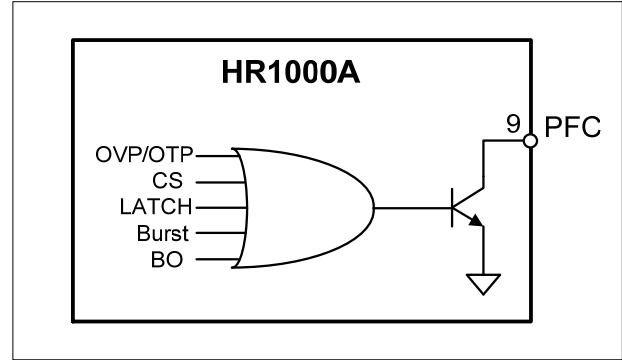 HR1000A
9 PFC
OVP/OTP
CS
LATCH
Burst
BO